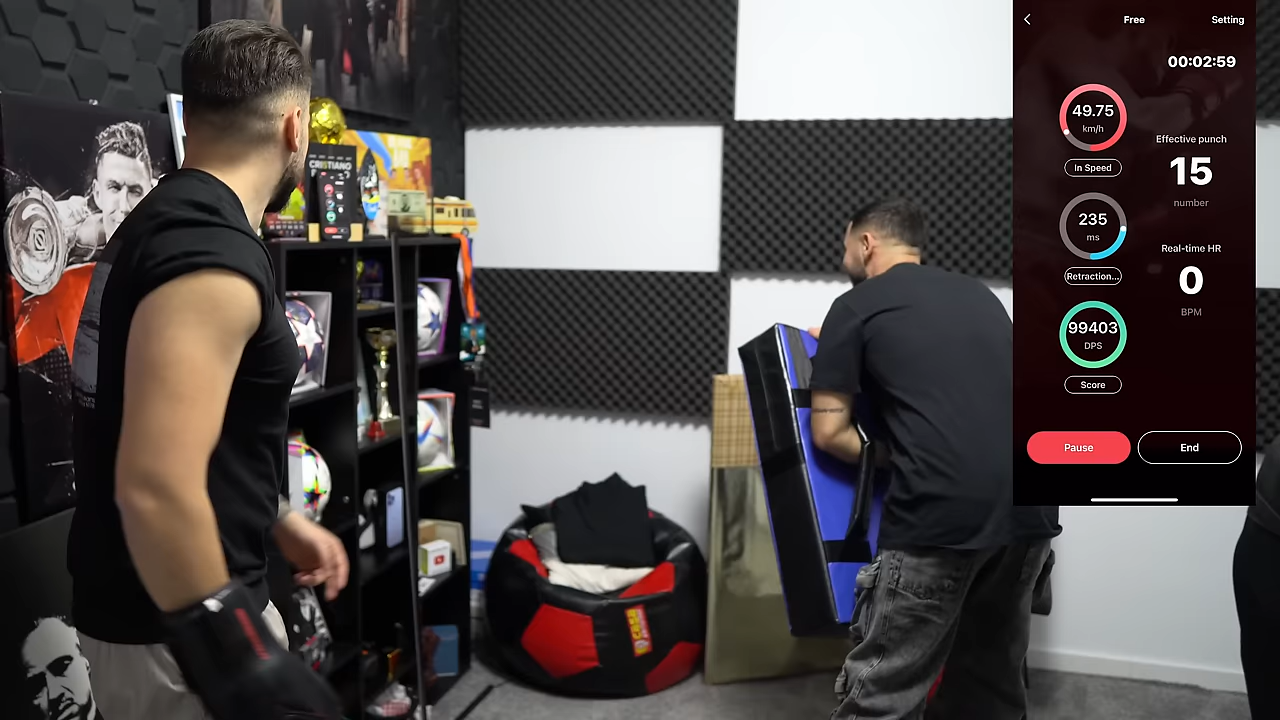 Free
Setting
00:02:59
49.75
km/h
In Speed
Effective punch
15
number
235
ms
Retraction...
Real-time HR
0
BPM
99403
DPS
Score
Pause
End
CRISTIANO